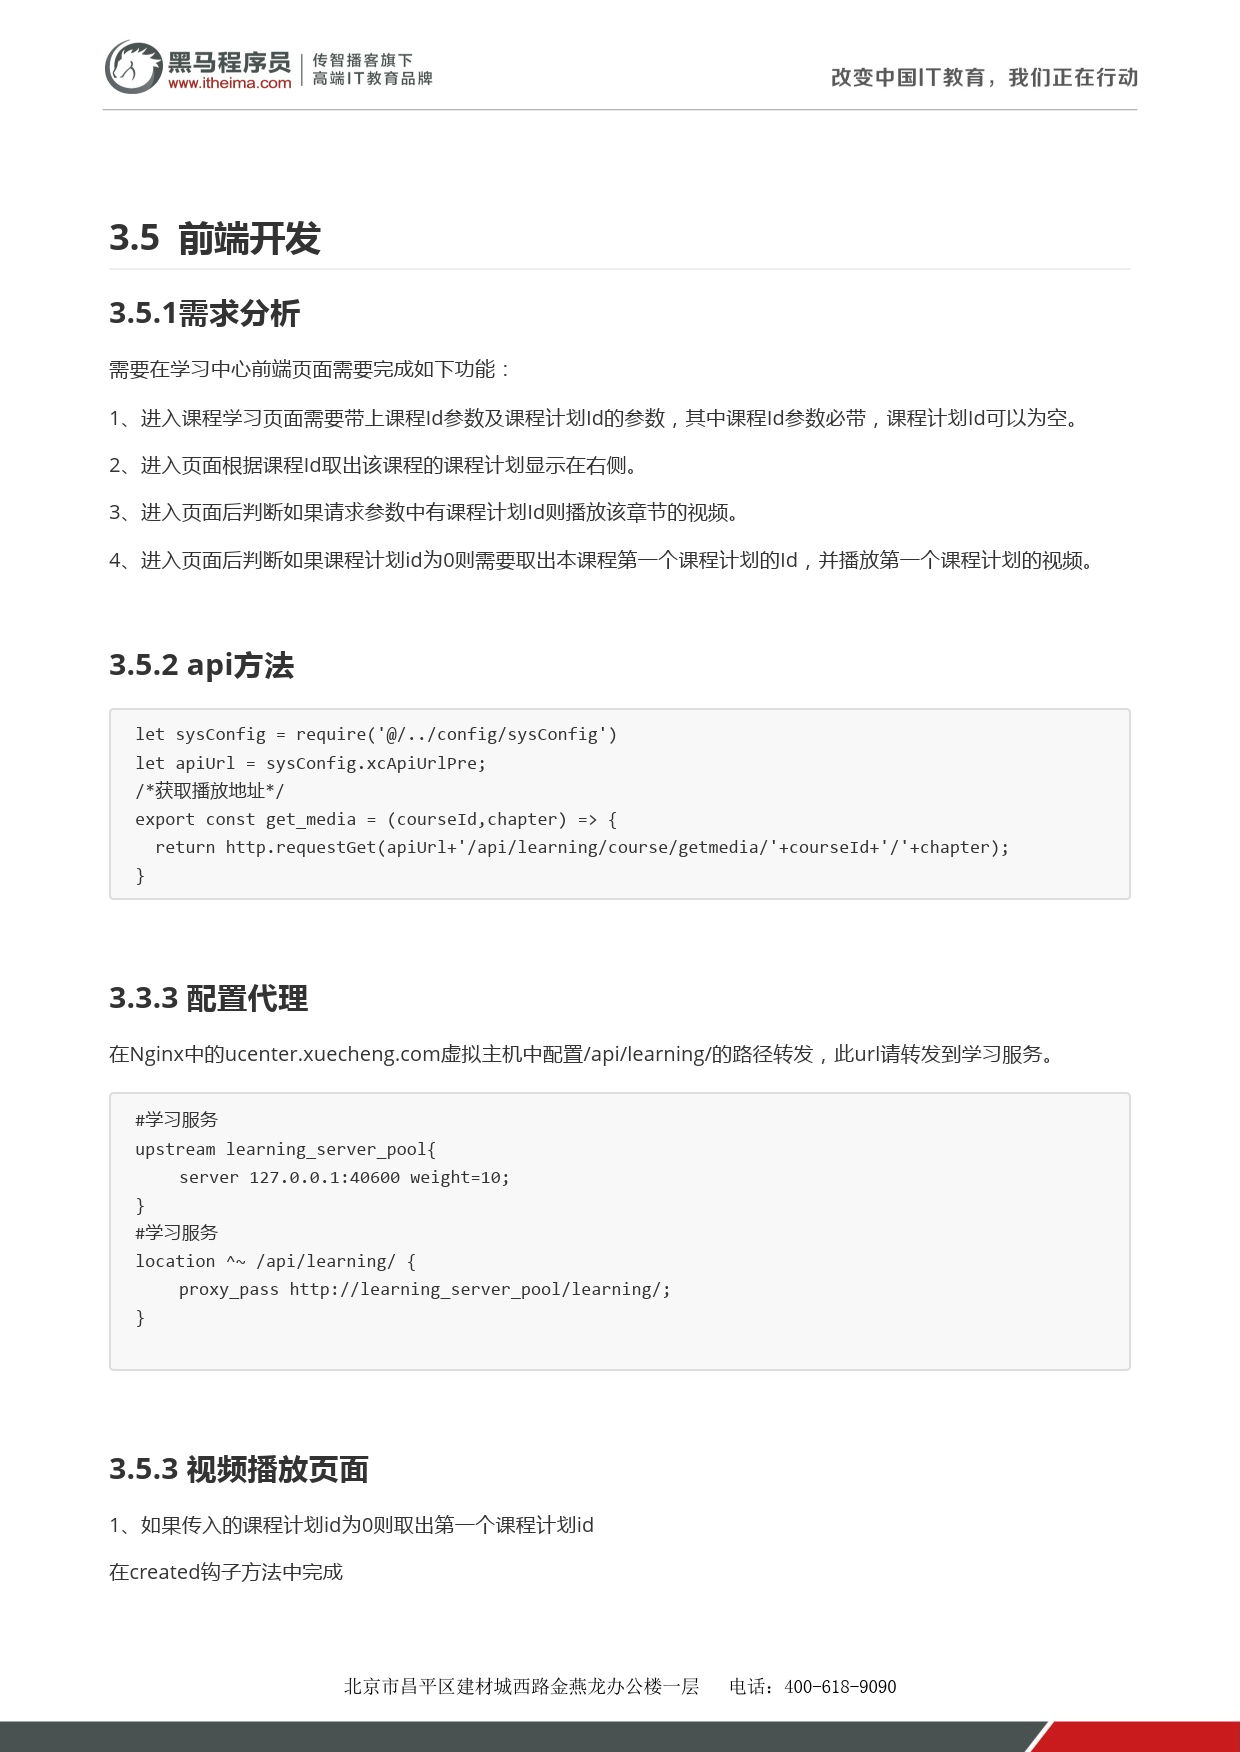 黑马程序员
www.itheima.com
传智播客旗下
高端IT教育品牌
改变中国IT教育，我们正在行动
3.5 前端开发
3.5.1需求分析
需要在学习中心前端页面需要完成如下功能：
1、进入课程学习页面需要带上课程Id参数及课程计划Id的参数，其中课程Id参数必带，课程计划Id可以为空。
2、进入页面根据课程Id取出该课程的课程计划显示在右侧。
3、进入页面后判断如果请求参数中有课程计划Id则播放该章节的视频。
4、进入页面后判断如果课程计划id为0则需要取出本课程第一个课程计划的Id，并播放第一个课程计划的视频。
3.5.2 api方法
let sysConfig = require('@/../config/sysConfig')
let apiUrl = sysConfig.xcApiUrlPre;
/*获取播放地址*/
export const get_media = (courseId,chapter) => {
  return http.requestGet(apiUrl+'/api/learning/course/getmedia/'+courseId+'/'+chapter);
}
3.3.3 配置代理
在Nginx中的ucenter.xuecheng.com虚拟主机中配置/api/learning/的路径转发，此url请转发到学习服务。
#学习服务
upstream learning_server_pool{
    server 127.0.0.1:40600 weight=10;
}
#学习服务
location ^~ /api/learning/ {
    proxy_pass http://learning_server_pool/learning/;
}
3.5.3 视频播放页面
1、如果传入的课程计划id为0则取出第一个课程计划id
在created钩子方法中完成
北京市昌平区建材城西路金燕龙办公楼一层 电话：400-618-9090